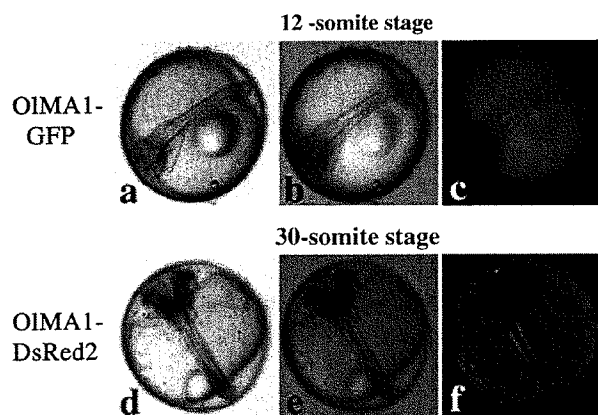 12 -somite stage
OlMA1-
GFP
a b c
30-somite stage
OlMA1-
DsRed2
d e f